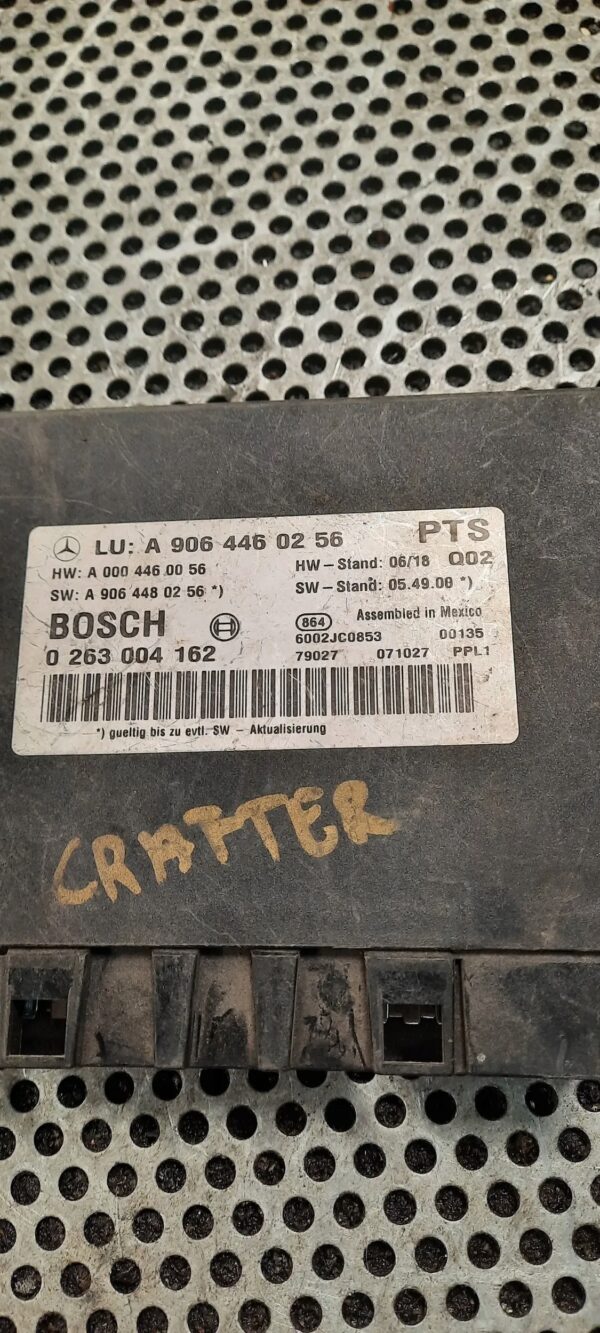 LU: A 906 446 02 56 PTS
HW: A 000 446 00 56 HW-Stand: 06/18 Q02
SW: A 906 448 02 56 *) SW-Stand: 05.49.00 *)
BOSCH 864 Assembled in Mexico
6002JC0853 00135
0 263 004 162 79027 071027 PPL1
*) gueltig bis zu evtl. SW - Aktualisierung
CRAFTER